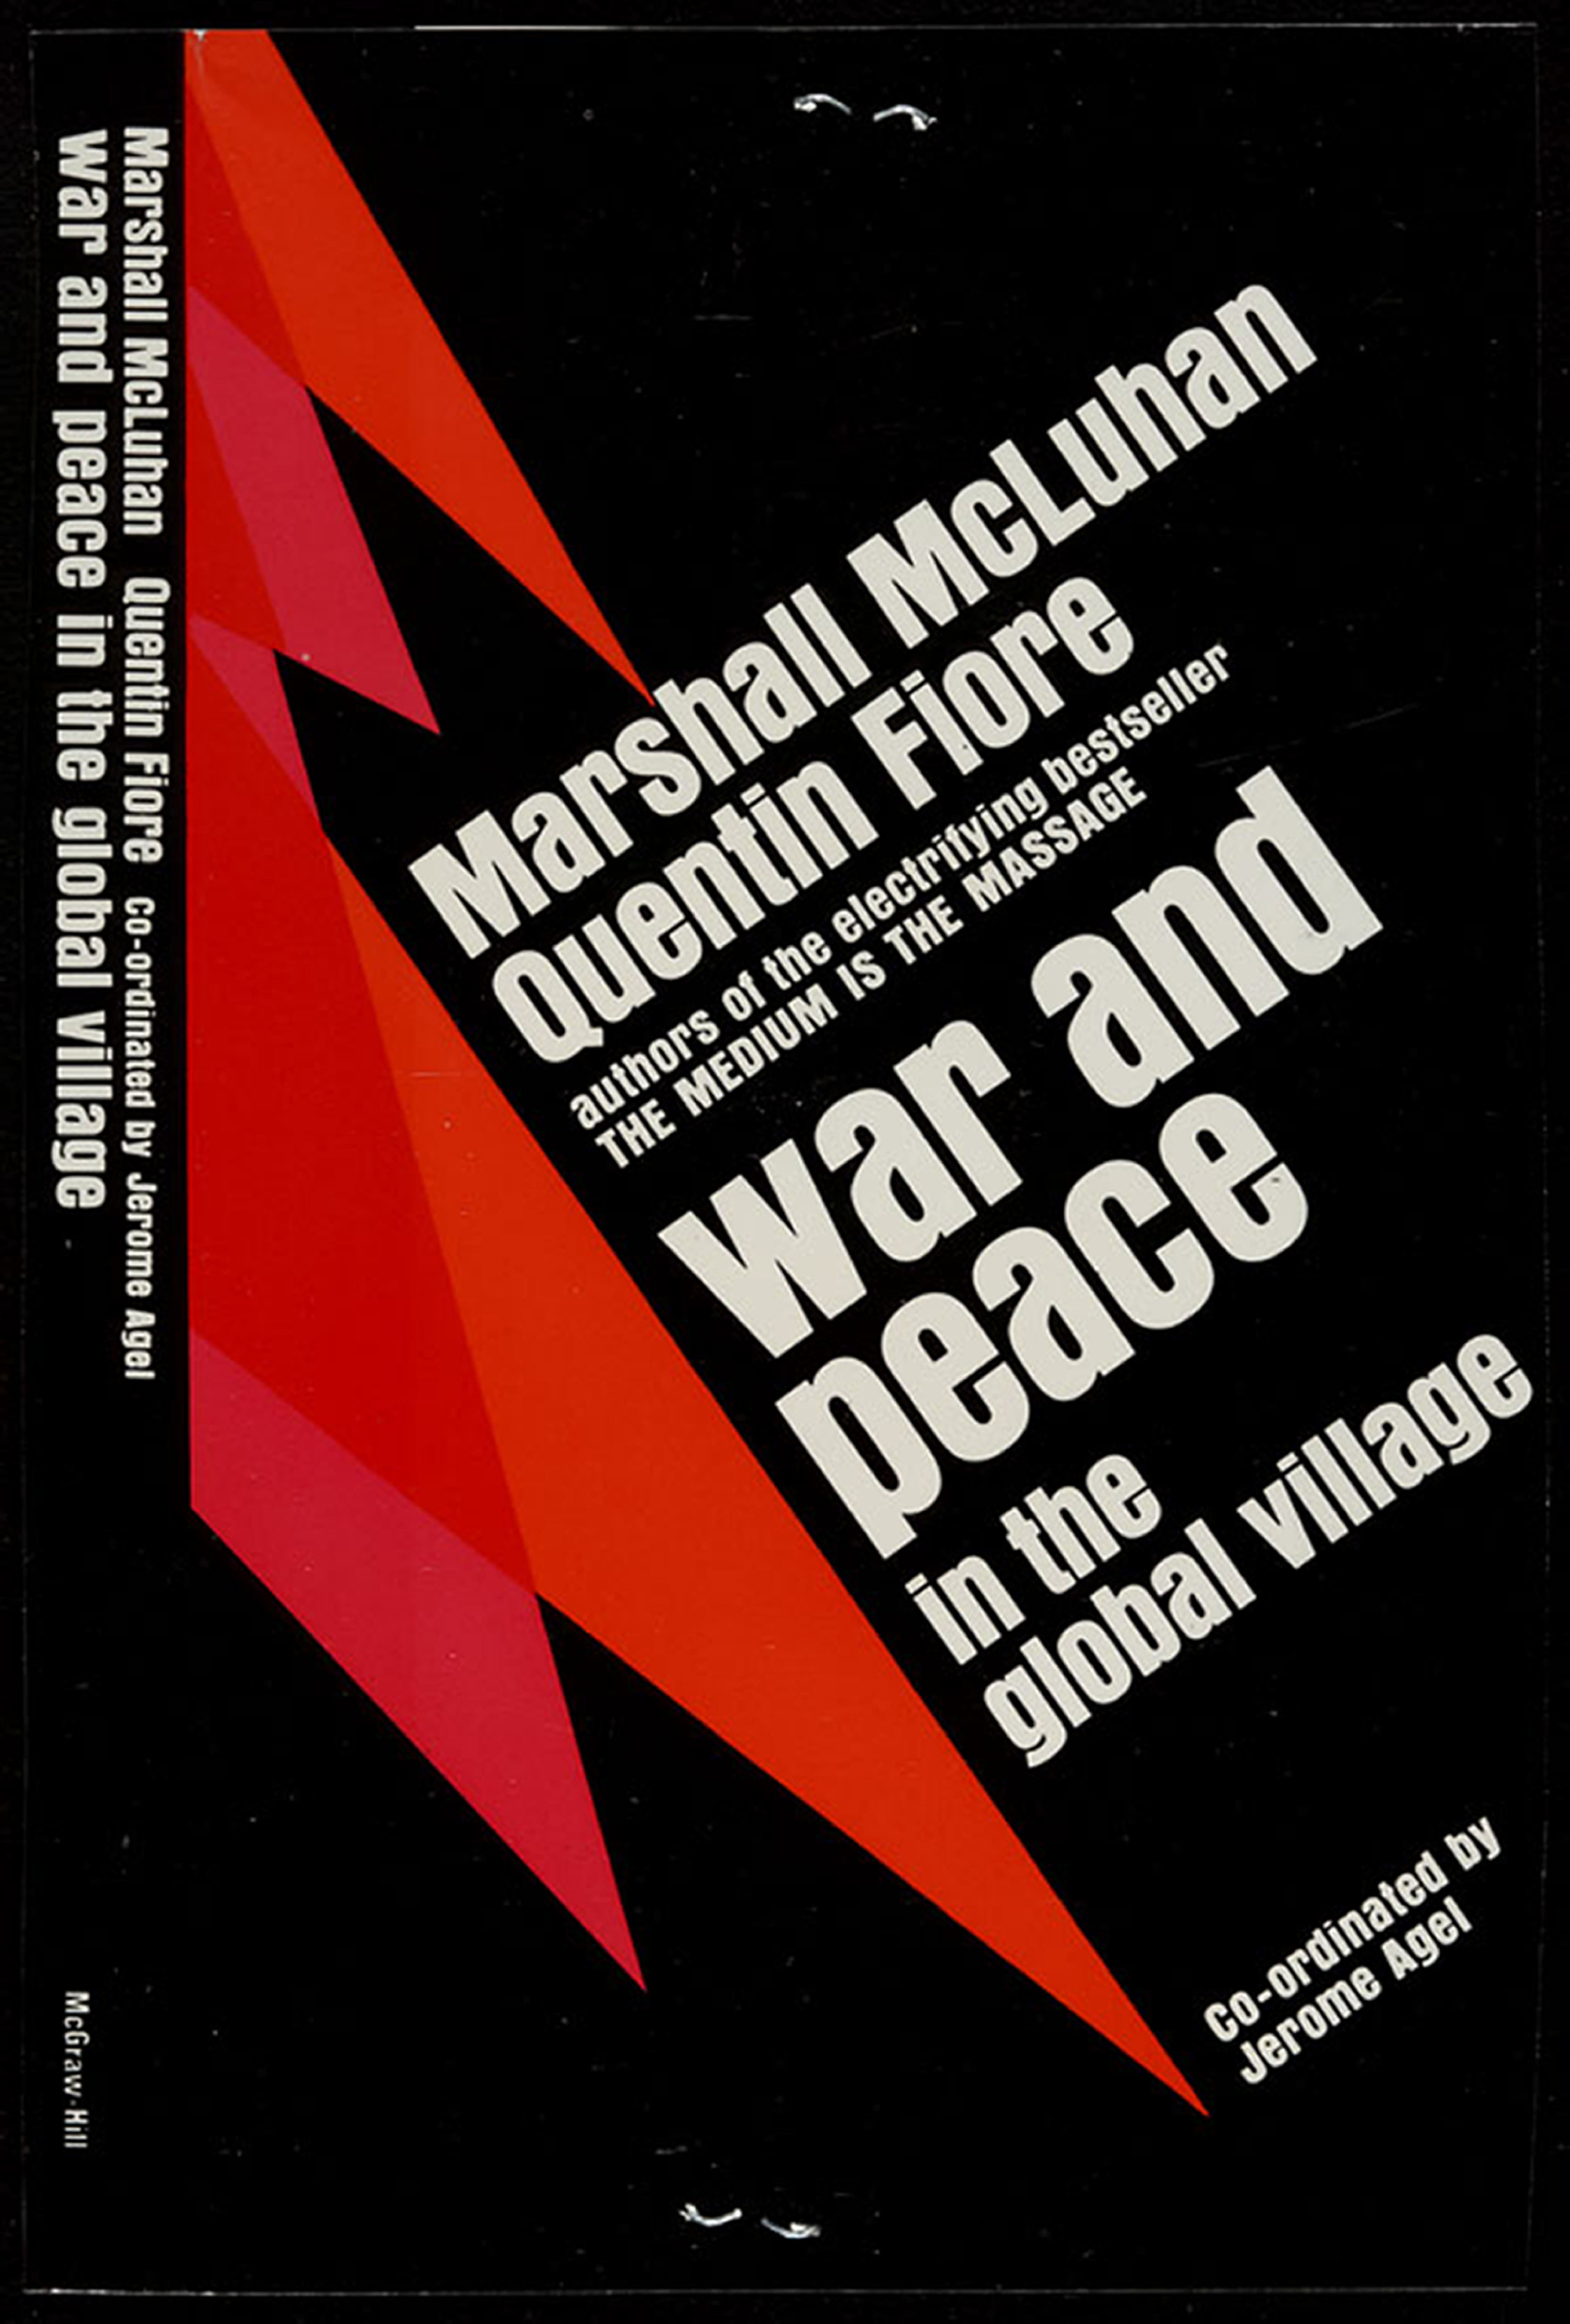 Marshall McLuhan Quentin Fiore co-ordinated by Jerome Agel
war and peace in the global village
McGraw-Hill
Marshall McLuhan
Quentin Fiore
authors of the electrifying bestseller
THE MEDIUM IS THE MASSAGE
war and
peace
in the
global village
co-ordinated by
Jerome Agel